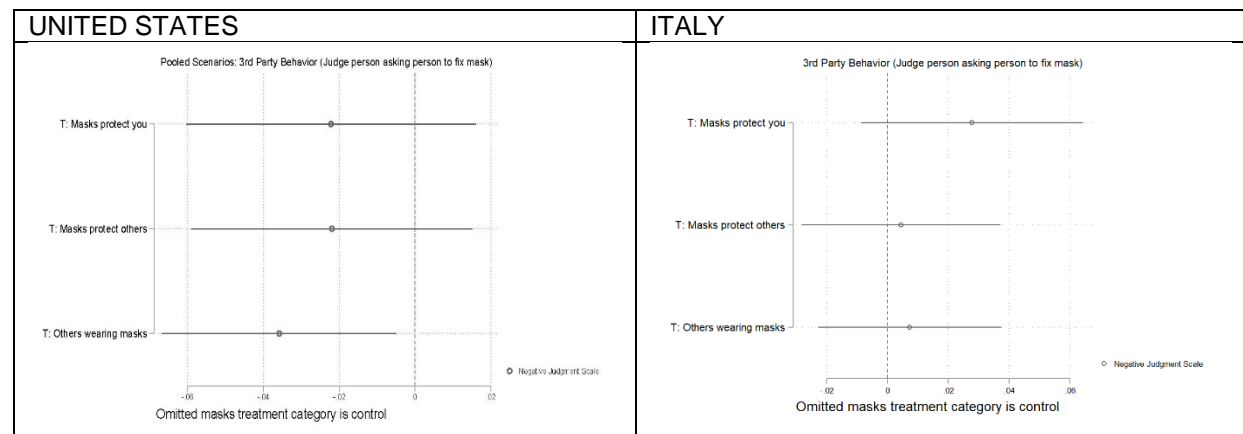 UNITED STATES
Pooled Scenarios: 3rd Party Behavior (Judge person asking person to fix mask)
T: Masks protect you
T: Masks protect others
T: Others wearing masks
Negative Judgment Scale
-.06 -.04 -.02 0 .02
Omitted masks treatment category is control
ITALY
3rd Party Behavior (Judge person asking person to fix mask)
T: Masks protect you
T: Masks protect others
T: Others wearing masks
Negative Judgment Scale
-.02 0 .02 .04 .06
Omitted masks treatment category is control